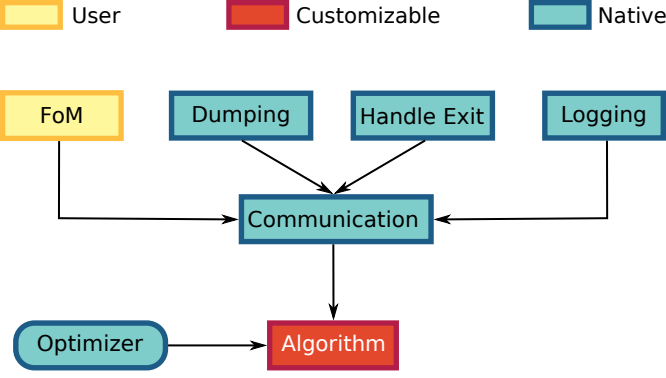 User
Customizable
Native
FoM
Dumping
Handle Exit
Logging
Communication
Optimizer
Algorithm